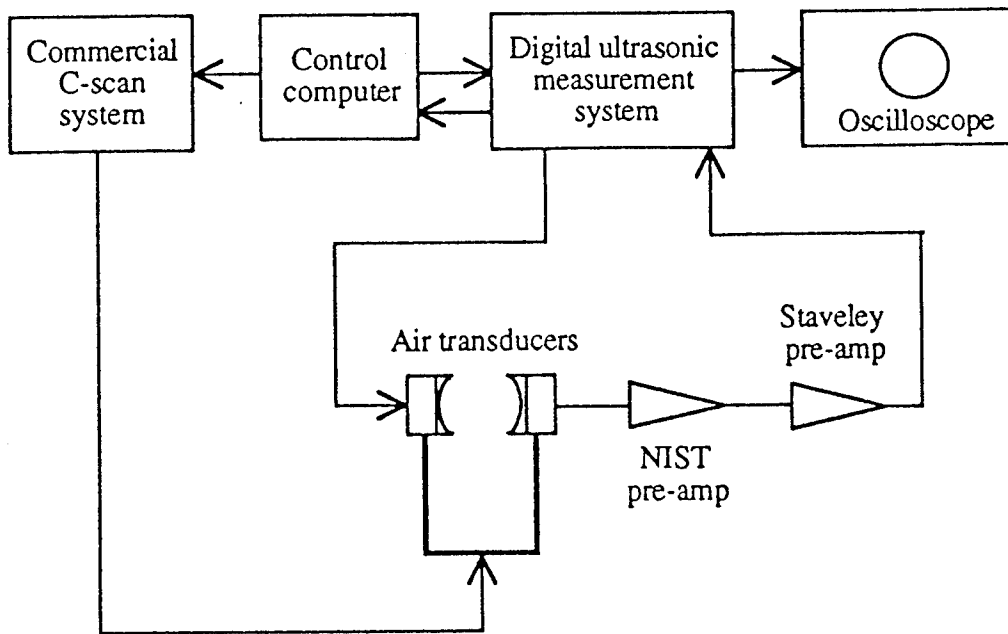 Commercial
C-scan
system
Control
computer
Digital ultrasonic
measurement
system
Oscilloscope
Air transducers
Staveley
pre-amp
NIST
pre-amp